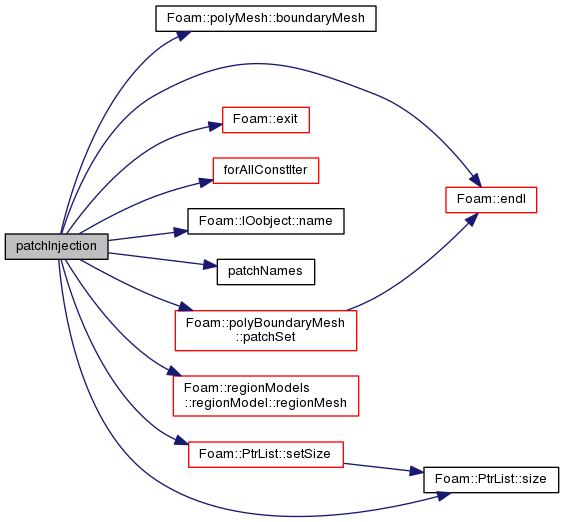 Foam::polyMesh::boundaryMesh
Foam::exit
forAllConstIter
Foam::endl
Foam::IOobject::name
patchInjection
patchNames
Foam::polyBoundaryMesh
::patchSet
Foam::regionModels
::regionModel::regionMesh
Foam::PtrList::setSize
Foam::PtrList::size